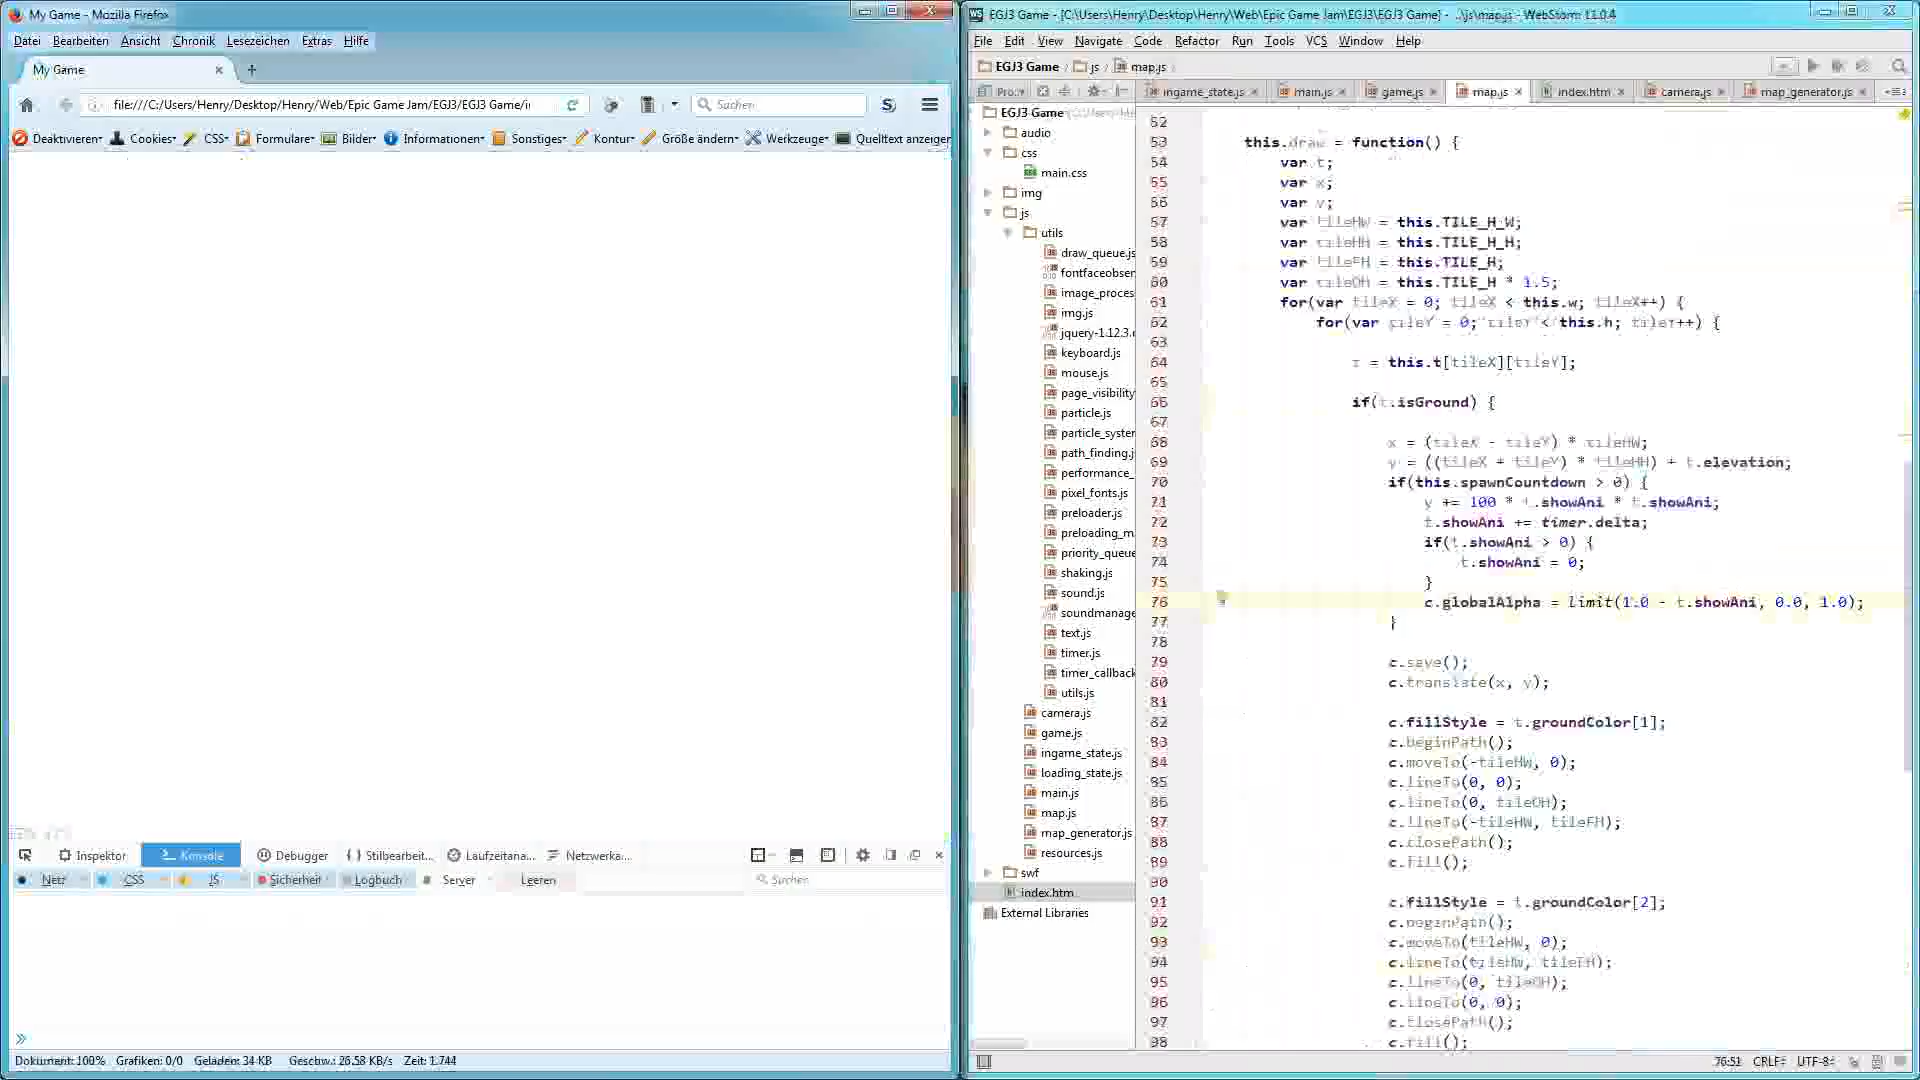 My Game - Mozilla Firefox
Datei Bearbeiten Ansicht Chronik Lesezeichen Extras Hilfe
My Game
file:///C:/Users/Henry/Desktop/Henry/Web/Epic Game Jam/EGJ3/EGJ3 Game/i
Suchen
Deaktivieren Cookies CSS Formulare Bilder Informationen Sonstiges Kontur Größe ändern Werkzeuge Quelltext anzeigen
Inspektor Konsole Debugger Stilbearbeit... Laufzeitana... Netzwerka...
Netz CSS JS Sicherheit Logbuch Server Leeren Suchen
»
Dokument: 100% Grafiken: 0/0 Geladen: 34 KB Geschw.: 26.58 KB/s Zeit: 1.744
EGJ3 Game - [C:\Users\Henry\Desktop\Henry\Web\Epic Game Jam\EGJ3\EGJ3 Game] - ...\js\map.js - WebStorm 11.0.4
File Edit View Navigate Code Refactor Run Tools VCS Window Help
EGJ3 Game js map.js
Pro...
ingame_state.js main.js game.js map.js index.htm camera.js map_generator.js
EGJ3 Game
audio
css
main.css
img
js
utils
draw_queue.js
fontfaceobser
image_proces
img.js
jquery-1.12.3.
keyboard.js
mouse.js
page_visibility
particle.js
particle_syster
path_finding.j
performance_
pixel_fonts.js
preloader.js
preloading_m
priority_queue
shaking.js
sound.js
soundmanage
text.js
timer.js
timer_callback
utils.js
camera.js
game.js
ingame_state.js
loading_state.js
main.js
map.js
map_generator.js
resources.js
swf
index.htm
External Libraries
52
53 this.draw = function() {
54 var t;
55 var x;
56 var y;
57 var tileHW = this.TILE_H_W;
58 var tileHH = this.TILE_H_H;
59 var tileFH = this.TILE_H;
60 var tileOH = this.TILE_H * 1.5;
61 for(var tileX = 0; tileX < this.w; tileX++) {
62 for(var tileY = 0; tileY < this.h; tileY++) {
63
64 t = this.t[tileX][tileY];
65
66 if(t.isGround) {
67
68 x = (tileX - tileY) * tileHW;
69 y = ((tileX + tileY) * tileHH) + t.elevation;
70 if(this.spawnCountdown > 0) {
71 y += 100 * t.showAni * t.showAni;
72 t.showAni += timer.delta;
73 if(t.showAni > 0) {
74 t.showAni = 0;
75 }
76 c.globalAlpha = limit(1.0 - t.showAni, 0.0, 1.0);
77 }
78
79 c.save();
80 c.translate(x, y);
81
82 c.fillStyle = t.groundColor[1];
83 c.beginPath();
84 c.moveTo(-tileHW, 0);
85 c.lineTo(0, 0);
86 c.lineTo(0, tileOH);
87 c.lineTo(-tileHW, tileFH);
88 c.closePath();
89 c.fill();
90
91 c.fillStyle = t.groundColor[2];
92 c.beginPath();
93 c.moveTo(tileHW, 0);
94 c.lineTo(tileHW, tileFH);
95 c.lineTo(0, tileOH);
96 c.lineTo(0, 0);
97 c.closePath();
98 c.fill();
76:51 CRLF UTF-8